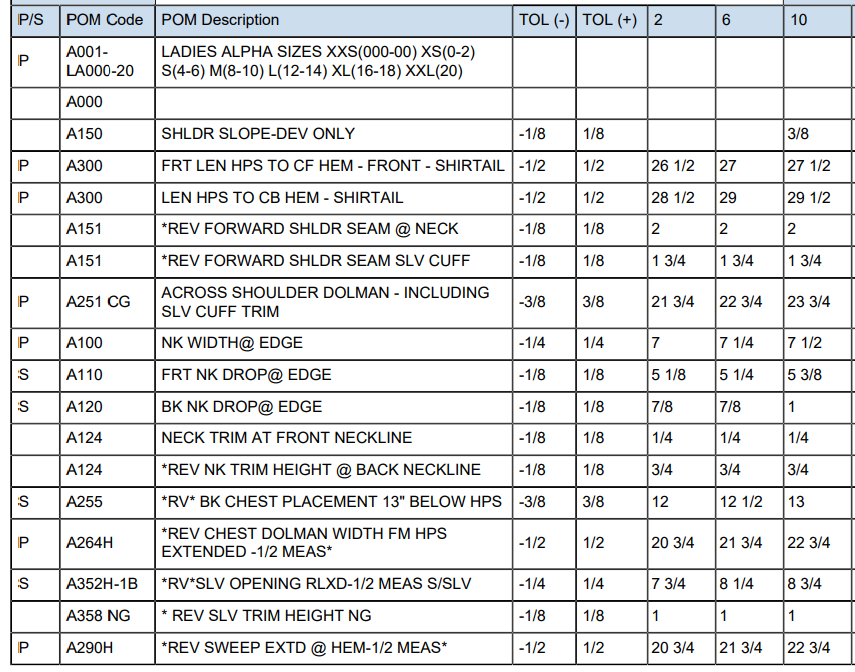 P/S POM Code POM Description TOL (-) TOL (+) 2 6 10
P A001-LA000-20 LADIES ALPHA SIZES XXS(000-00) XS(0-2) S(4-6) M(8-10) L(12-14) XL(16-18) XXL(20)
A000
A150 SHLDR SLOPE-DEV ONLY -1/8 1/8 3/8
P A300 FRT LEN HPS TO CF HEM - FRONT - SHIRTAIL -1/2 1/2 26 1/2 27 27 1/2
P A300 LEN HPS TO CB HEM - SHIRTAIL -1/2 1/2 28 1/2 29 29 1/2
A151 *REV FORWARD SHLDR SEAM @ NECK -1/8 1/8 2 2 2
A151 *REV FORWARD SHLDR SEAM SLV CUFF -1/8 1/8 1 3/4 1 3/4 1 3/4
P A251 CG ACROSS SHOULDER DOLMAN - INCLUDING SLV CUFF TRIM -3/8 3/8 21 3/4 22 3/4 23 3/4
P A100 NK WIDTH@ EDGE -1/4 1/4 7 7 1/4 7 1/2
S A110 FRT NK DROP@ EDGE -1/8 1/8 5 1/8 5 1/4 5 3/8
S A120 BK NK DROP@ EDGE -1/8 1/8 7/8 7/8 1
A124 NECK TRIM AT FRONT NECKLINE -1/8 1/8 1/4 1/4 1/4
A124 *REV NK TRIM HEIGHT @ BACK NECKLINE -1/8 1/8 3/4 3/4 3/4
S A255 *RV* BK CHEST PLACEMENT 13" BELOW HPS -3/8 3/8 12 12 1/2 13
P A264H *REV CHEST DOLMAN WIDTH FM HPS EXTENDED -1/2 MEAS* -1/2 1/2 20 3/4 21 3/4 22 3/4
S A352H-1B *RV*SLV OPENING RLXD-1/2 MEAS S/SLV -1/4 1/4 7 3/4 8 1/4 8 3/4
A358 NG * REV SLV TRIM HEIGHT NG -1/8 1/8 1 1 1
P A290H *REV SWEEP EXTD @ HEM-1/2 MEAS* -1/2 1/2 20 3/4 21 3/4 22 3/4